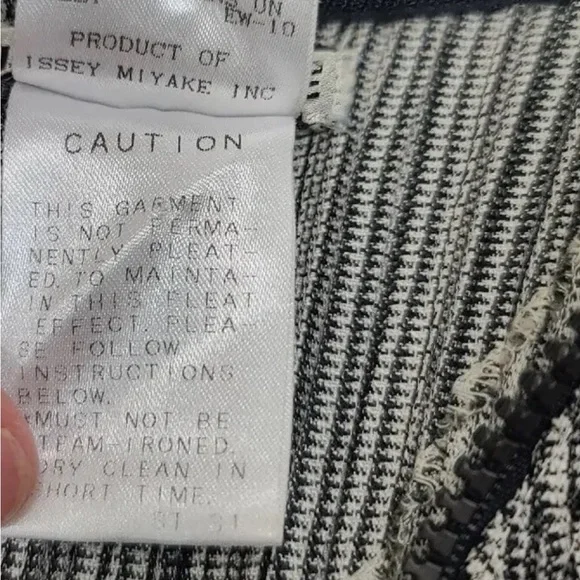 ON
EW-10
PRODUCT OF
ISSEY MIYAKE INC
CAUTION
THIS GARMENT
IS NOT PERMA-
NENTLY PLEAT-
ED. TO MAINTA-
IN THIS PLEAT
EFFECT. PLEA-
SE FOLLOW
INSTRUCTIONS
BELOW.
*MUST NOT BE
STEAM-IRONED.
DRY CLEAN IN
SHORT TIME.